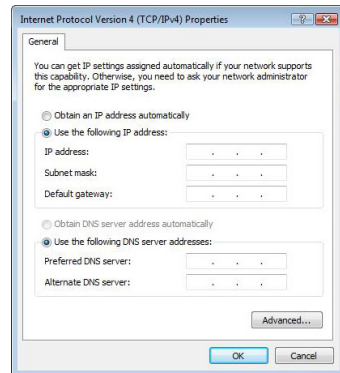 Internet Protocol Version 4 (TCP/IPv4) Properties
General
You can get IP settings assigned automatically if your network supports
this capability. Otherwise, you need to ask your network administrator
for the appropriate IP settings.
Obtain an IP address automatically
Use the following IP address:
IP address:
Subnet mask:
Default gateway:
Obtain DNS server address automatically
Use the following DNS server addresses:
Preferred DNS server:
Alternate DNS server:
Advanced...
OK Cancel